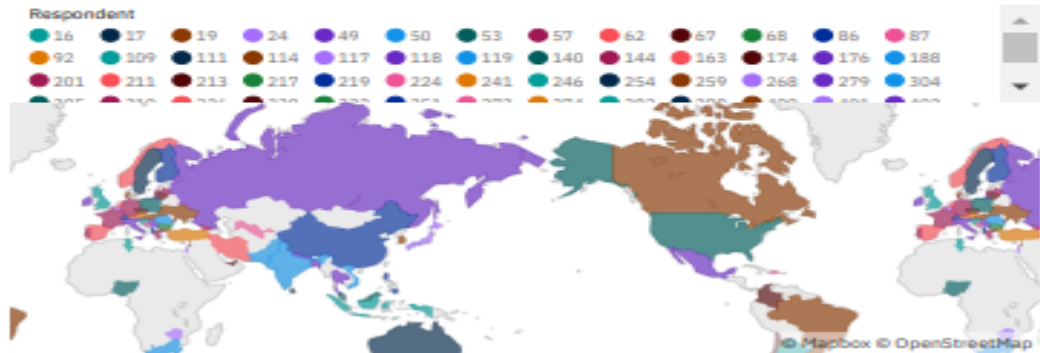 Respondent
16 17 19 24 49 50 53 57 62 67 68 86 87
92 109 111 114 117 118 119 140 144 163 174 176 188
201 211 213 217 219 224 241 246 254 259 268 279 304
© Mapbox © OpenStreetMap